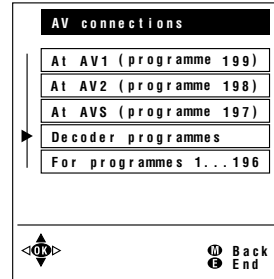 AV connections
At AV1 (programme 199)
At AV2 (programme 198)
At AVS (programme 197)
Decoder programmes
For programmes 1...196
OK
M Back
E End